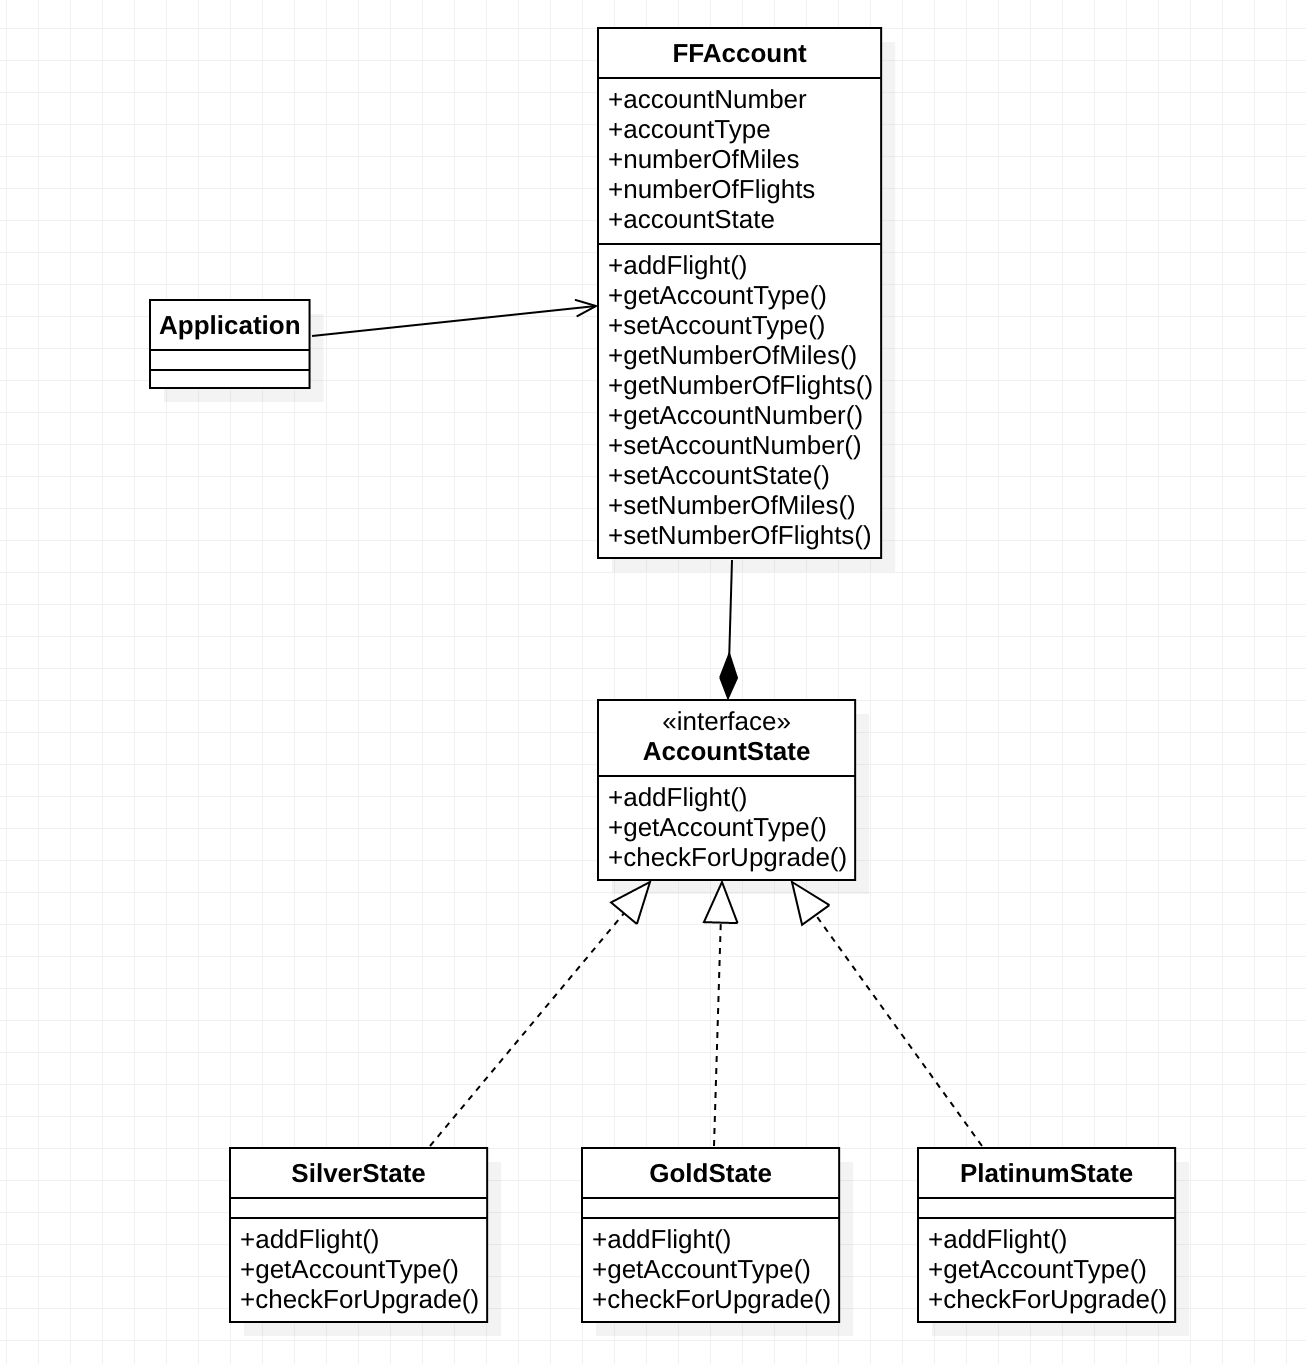 FFAccount
+accountNumber
+accountType
+numberOfMiles
+numberOfFlights
+accountState
+addFlight()
+getAccountType()
+setAccountType()
+getNumberOfMiles()
+getNumberOfFlights()
+getAccountNumber()
+setAccountNumber()
+setAccountState()
+setNumberOfMiles()
+setNumberOfFlights()
Application
«interface»
AccountState
+addFlight()
+getAccountType()
+checkForUpgrade()
SilverState
+addFlight()
+getAccountType()
+checkForUpgrade()
GoldState
+addFlight()
+getAccountType()
+checkForUpgrade()
PlatinumState
+addFlight()
+getAccountType()
+checkForUpgrade()